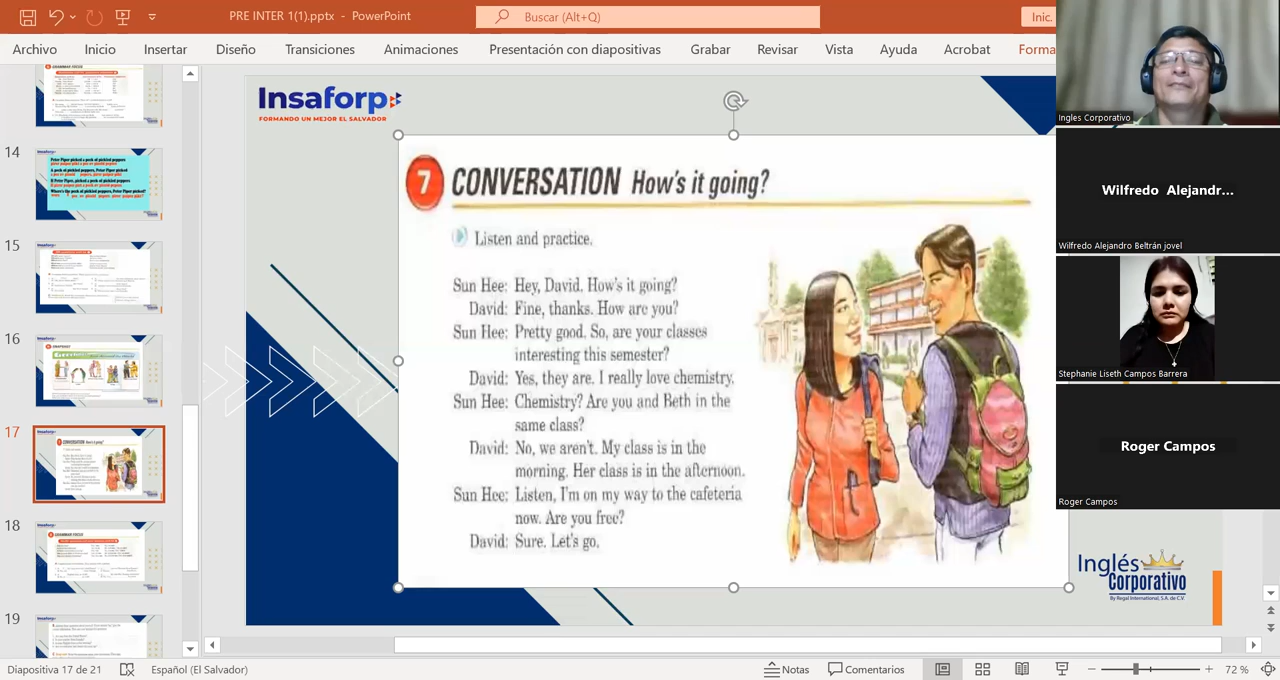 PRE INTER 1(1).pptx - PowerPoint
Buscar (Alt+Q)
Inic.
Archivo
Inicio
Insertar
Diseño
Transiciones
Animaciones
Presentación con diapositivas
Grabar
Revisar
Vista
Ayuda
Acrobat
Forma
14
15
16
17
18
19
Insaforp
FORMANDO UN MEJOR EL SALVADOR
7 CONVERSATION How's it going?
Listen and practice.
Sun Hee: Hey, David. How's it going?
David: Fine, thanks. How are you?
Sun Hee: Pretty good. So, are your classes
interesting this semester?
David: Yes, they are. I really love chemistry.
Sun Hee: Chemistry? Are you and Beth in the
same class?
David: No, we aren't. My class is in the
morning. Her class is in the afternoon.
Sun Hee: Listen, I'm on my way to the cafeteria
now. Are you free?
David: Sure. Let's go.
Inglés
Corporativo
By Regal International, S.A. de C.V.
Ingles Corporativo
Wilfredo Alejandr...
Wilfredo Alejandro Beltrán jovel
Stephanie Liseth Campos Barrera
Roger Campos
Roger Campos
Diapositiva 17 de 21
Español (El Salvador)
Notas
Comentarios
72 %